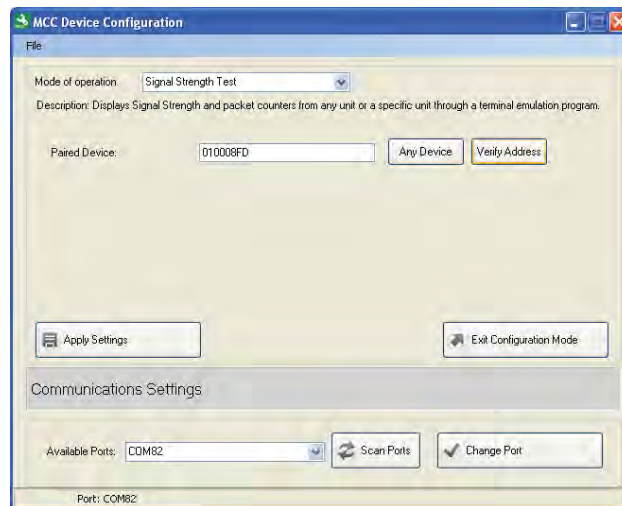 MCC Device Configuration
File
Mode of operation Signal Strength Test
Description: Displays Signal Strength and packet counters from any unit or a specific unit through a terminal emulation program.
Paired Device: 010008FD Any Device Verify Address
Apply Settings Exit Configuration Mode
Communications Settings
Available Ports: COM82 Scan Ports Change Port
Port: COM82